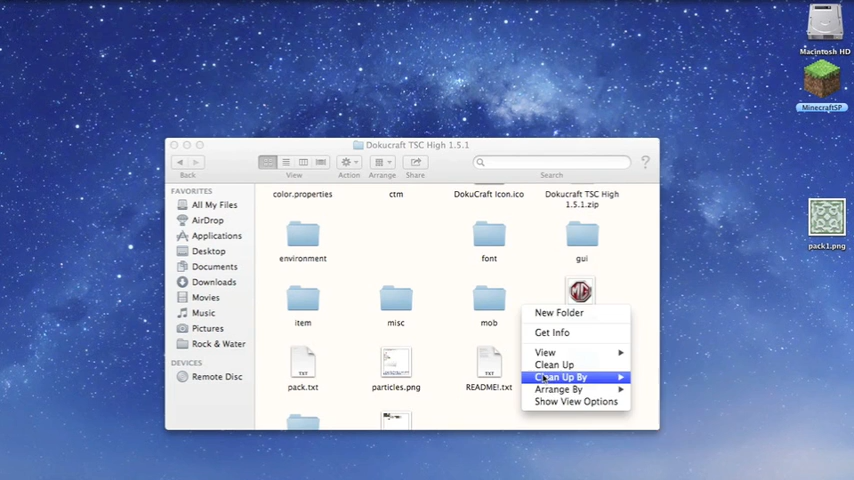 Macintosh HD
MinecraftSP
Dokucraft TSC High 1.5.1
Back
View
Action
Arrange
Share
Search
?
FAVORITES
All My Files
AirDrop
Applications
Desktop
Documents
Downloads
Movies
Music
Pictures
Rock & Water
DEVICES
Remote Disc
color.properties
ctm
DokuCraft Icon.ico
Dokucraft TSC High
1.5.1.zip
environment
font
gui
item
misc
mob
MG
pack.txt
TXT
particles.png
README!.txt
TXT
New Folder
Get Info
View
Clean Up
Clean Up By
Arrange By
Show View Options
pack1.png